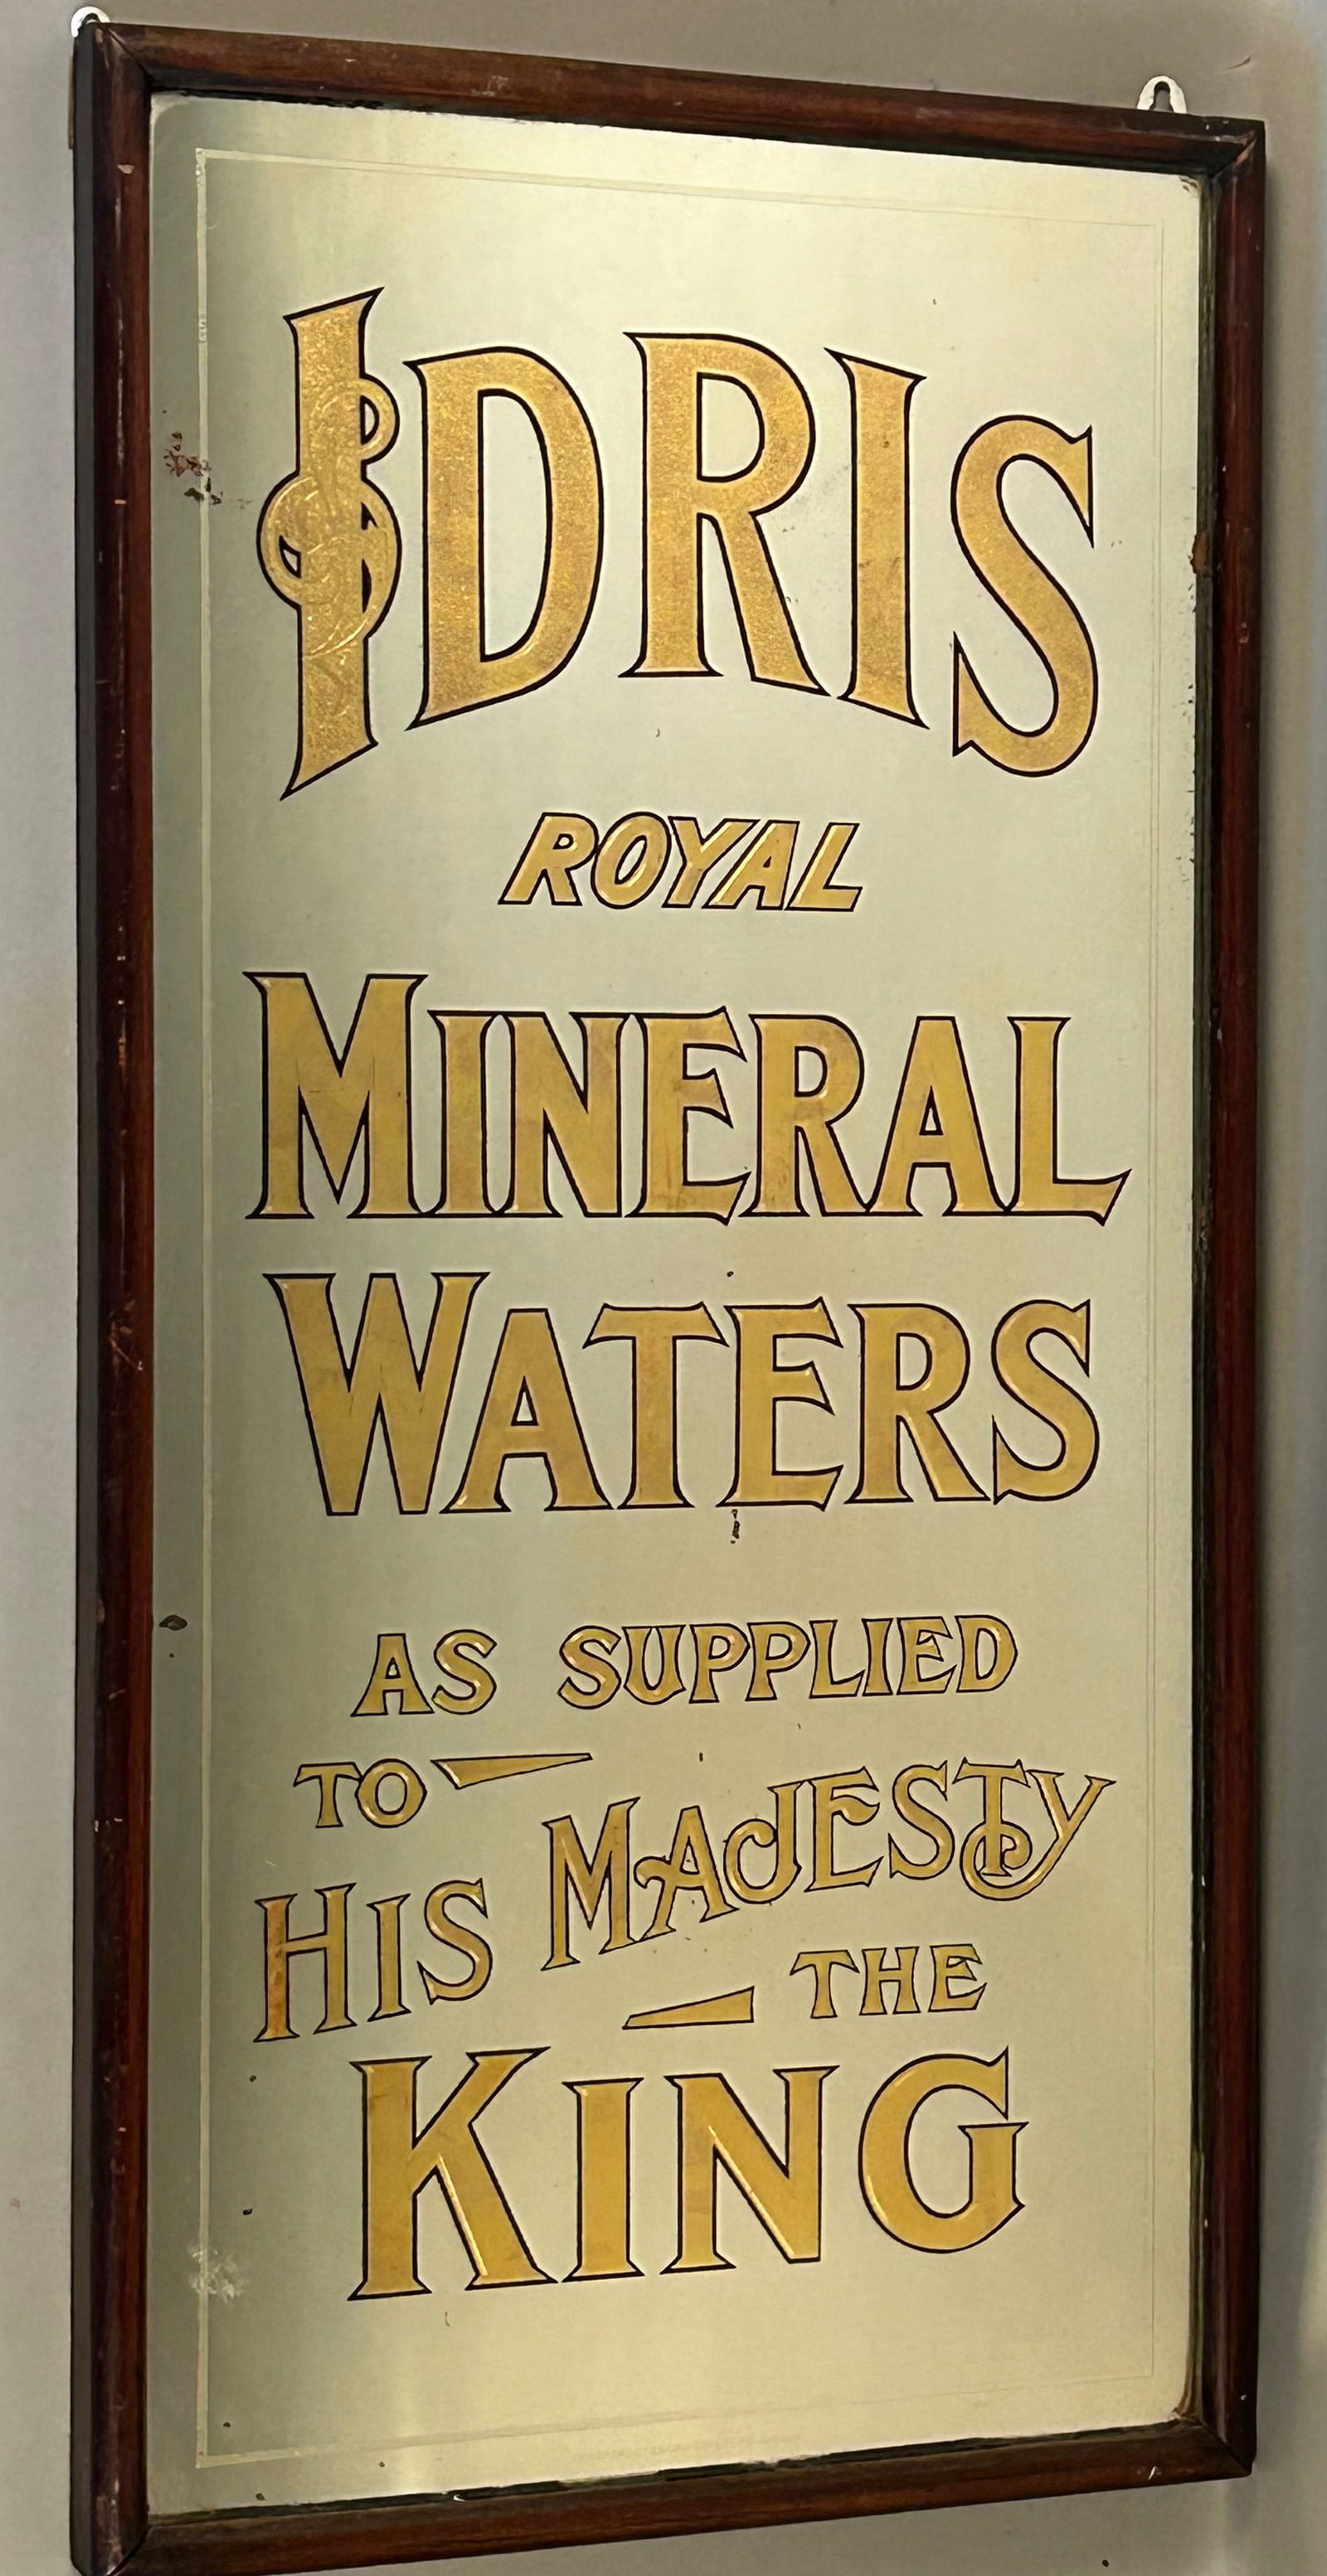 IDRIS
ROYAL
MINERAL
WATERS
AS SUPPLIED
TO
HIS MAJESTY
THE
KING